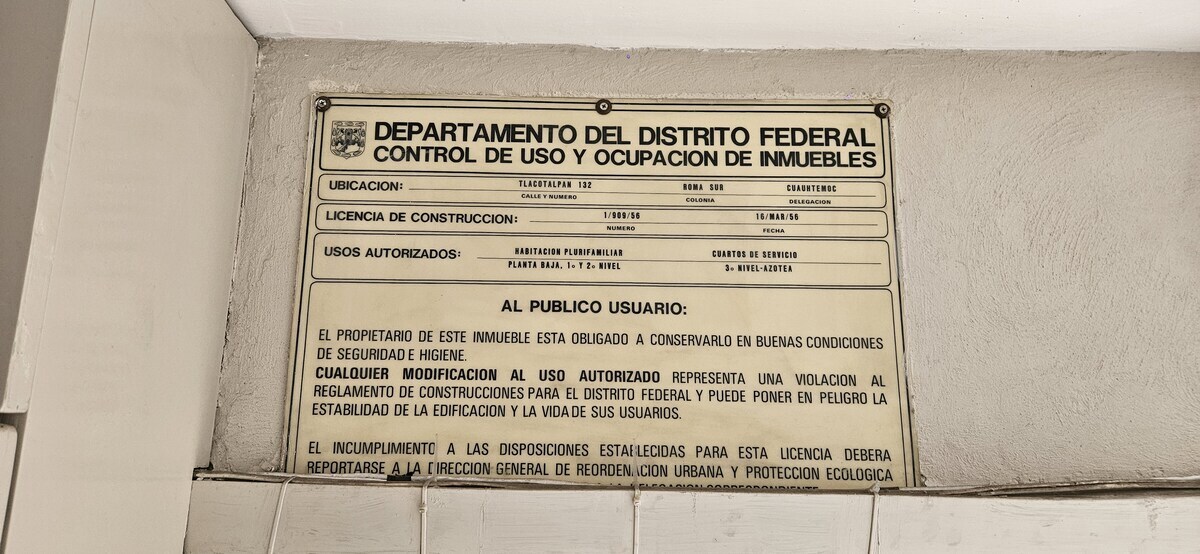 DEPARTAMENTO DEL DISTRITO FEDERAL
CONTROL DE USO Y OCUPACION DE INMUEBLES
UBICACION: TLACOTALPAN 132 ROMA SUR CUAUHTEMOC
CALLE Y NUMERO COLONIA DELEGACION
LICENCIA DE CONSTRUCCION: 1/909/56 16/MAR/56
NUMERO FECHA
USOS AUTORIZADOS: HABITACION PLURIFAMILIAR CUARTOS DE SERVICIO
PLANTA BAJA, 1o Y 2o NIVEL 3o NIVEL-AZOTEA
AL PUBLICO USUARIO:
EL PROPIETARIO DE ESTE INMUEBLE ESTA OBLIGADO A CONSERVARLO EN BUENAS CONDICIONES
DE SEGURIDAD E HIGIENE.
CUALQUIER MODIFICACION AL USO AUTORIZADO REPRESENTA UNA VIOLACION AL
REGLAMENTO DE CONSTRUCCIONES PARA EL DISTRITO FEDERAL Y PUEDE PONER EN PELIGRO LA
ESTABILIDAD DE LA EDIFICACION Y LA VIDA DE SUS USUARIOS.
EL INCUMPLIMIENTO A LAS DISPOSICIONES ESTABLECIDAS PARA ESTA LICENCIA DEBERA
REPORTARSE A LA DIRECCION GENERAL DE REORDENACION URBANA Y PROTECCION ECOLOGICA
DELEGACION CORRESPONDIENTE